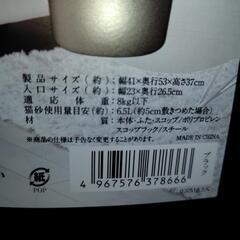 製品サイズ（約）：幅41×奥行53×高さ37cm
入口サイズ（約）：幅23×奥行26.5cm
適応体重：8kg以下
猫砂使用量目安（約）：6.5L（約5cm敷きつめた場合）
材質：本体・ふた・スコップ/ポリプロピレン
スコップフック/スチール
※商品の仕様は予告なく変更することがあります。
MADE IN CHINA
ブラック
4 967576 378666
紙
POP